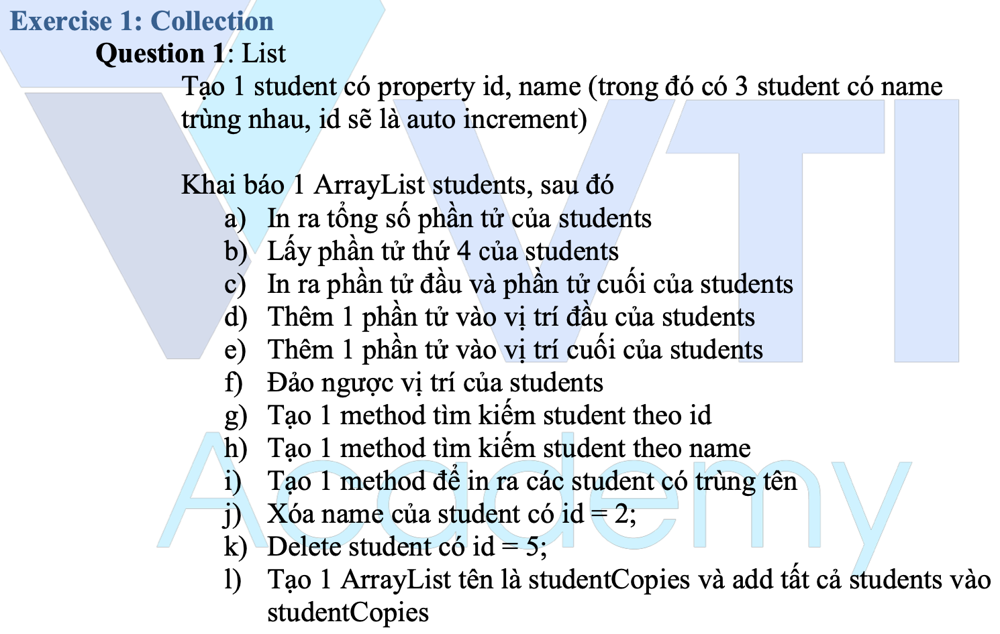 Exercise 1: Collection
Question 1: List
Tạo 1 student có property id, name (trong đó có 3 student có name
trùng nhau, id sẽ là auto increment)
Khai báo 1 ArrayList students, sau đó
a) In ra tổng số phần tử của students
b) Lấy phần tử thứ 4 của students
c) In ra phần tử đầu và phần tử cuối của students
d) Thêm 1 phần tử vào vị trí đầu của students
e) Thêm 1 phần tử vào vị trí cuối của students
f) Đảo ngược vị trí của students
g) Tạo 1 method tìm kiếm student theo id
h) Tạo 1 method tìm kiếm student theo name
i) Tạo 1 method để in ra các student có trùng tên
j) Xóa name của student có id = 2;
k) Delete student có id = 5;
l) Tạo 1 ArrayList tên là studentCopies và add tất cả students vào
studentCopies
VTI
Academy